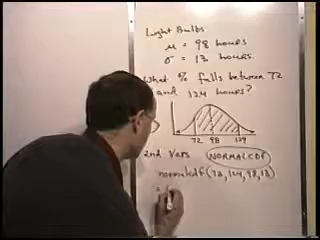 Light Bulbs
μ = 98 hours
σ = 13 hours.
What % falls between 72
and 124 hours?
72 98 124
2nd Vars NORMALCDF
normalcdf(72,124,98,13)
=